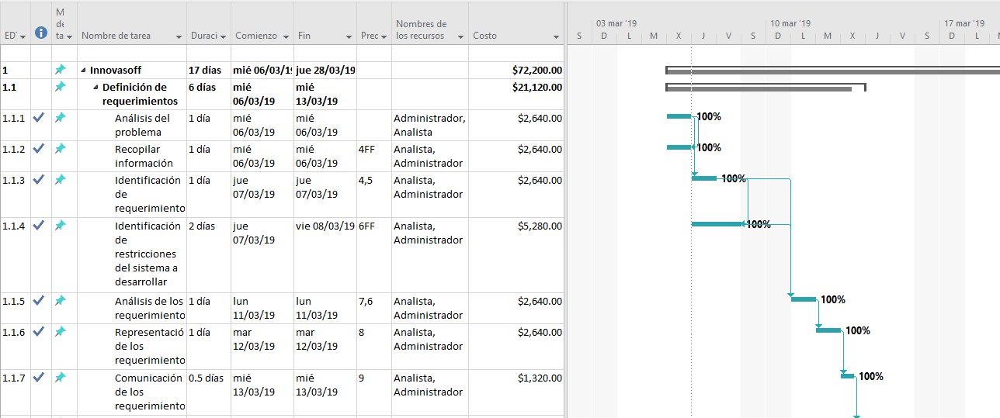 EDT
M
de
ta
Nombre de tarea
Duraci
Comienzo
Fin
Prec
Nombres de
los recursos
Costo
03 mar '19
10 mar '19
17 mar '19
S D L M X J V S D L M X J V S D L M
1 Innovasoff 17 días mié 06/03/19 jue 28/03/19 $72,200.00
1.1 Definición de 6 días mié mié $21,120.00
requerimientos 06/03/19 13/03/19
1.1.1 Análisis del 1 día mié mié Administrador, $2,640.00 100%
problema 06/03/19 06/03/19 Analista
1.1.2 Recopilar 1 día mié mié 4FF Analista, $2,640.00 100%
información 06/03/19 06/03/19 Administrador
1.1.3 Identificación 1 día jue jue 4,5 Analista, $2,640.00 100%
de 07/03/19 07/03/19 Administrador
requerimiento
1.1.4 Identificación 2 días jue vie 08/03/19 6FF Analista, $5,280.00 100%
de 07/03/19 Administrador
restricciones
del sistema a
desarrollar
1.1.5 Análisis de los 1 día lun lun 7,6 Analista, $2,640.00 100%
requerimiento 11/03/19 11/03/19 Administrador
1.1.6 Representació 1 día mar mar 8 Analista, $2,640.00 100%
de los 12/03/19 12/03/19 Administrador
requerimiento
1.1.7 Comunicación 0.5 días mié mié 9 Analista, $1,320.00 100%
de los 13/03/19 13/03/19 Administrador
requerimiento